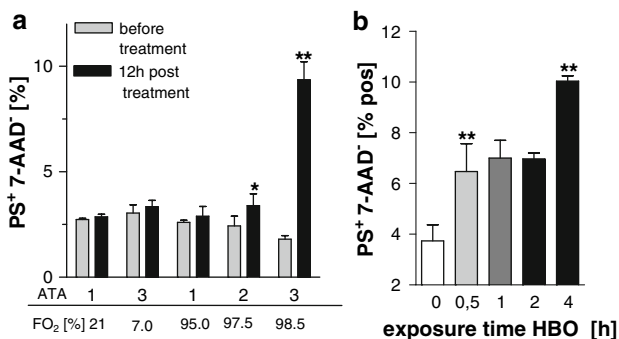 a
before
treatment
12h post
treatment
PS⁺ 7-AAD⁻ [%]
10
5
0
**
*
ATA 1 3 1 2 3
FO₂ [%] 21 7.0 95.0 97.5 98.5
b
PS⁺ 7-AAD⁻ [% pos]
12
10
8
6
4
2
**
**
0 0,5 1 2 4
exposure time HBO [h]